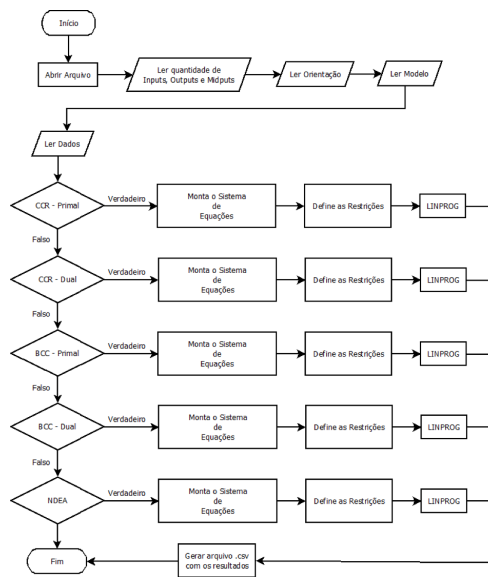 Início
Abrir Arquivo
Ler quantidade de
Inputs, Outputs e Midputs
Ler Orientação
Ler Modelo
Ler Dados
CCR - Primal
Verdadeiro
Monta o Sistema
de
Equações
Define as Restrições
LINPROG
Falso
CCR - Dual
Verdadeiro
Monta o Sistema
de
Equações
Define as Restrições
LINPROG
Falso
BCC - Primal
Verdadeiro
Monta o Sistema
de
Equações
Define as Restrições
LINPROG
Falso
BCC - Dual
Verdadeiro
Monta o Sistema
de
Equações
Define as Restrições
LINPROG
Falso
NDEA
Verdadeiro
Monta o Sistema
de
Equações
Define as Restrições
LINPROG
Fim
Gerar arquivo .csv
com os resultados